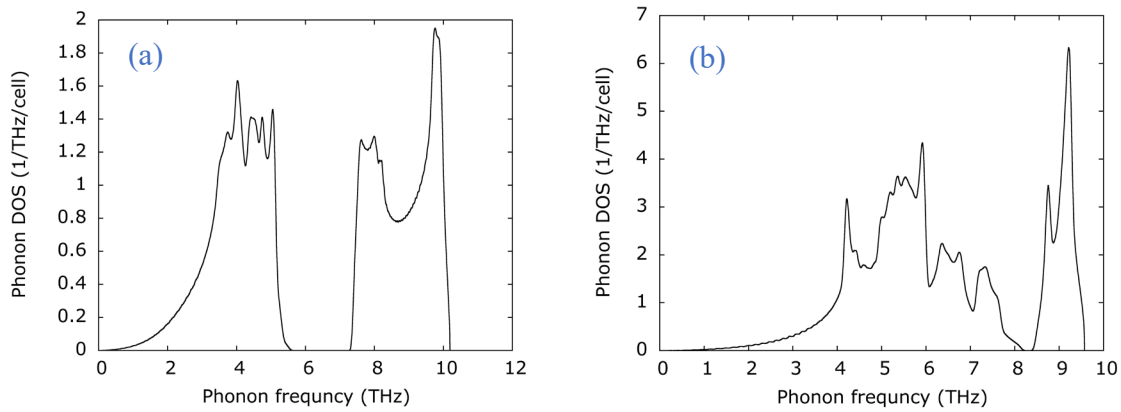 (a)
Phonon DOS (1/THz/cell)
2
1.8
1.6
1.4
1.2
1
0.8
0.6
0.4
0.2
0
0 2 4 6 8 10 12
Phonon frequncy (THz)
(b)
Phonon DOS (1/THz/cell)
7
6
5
4
3
2
1
0
0 1 2 3 4 5 6 7 8 9 10
Phonon frequncy (THz)